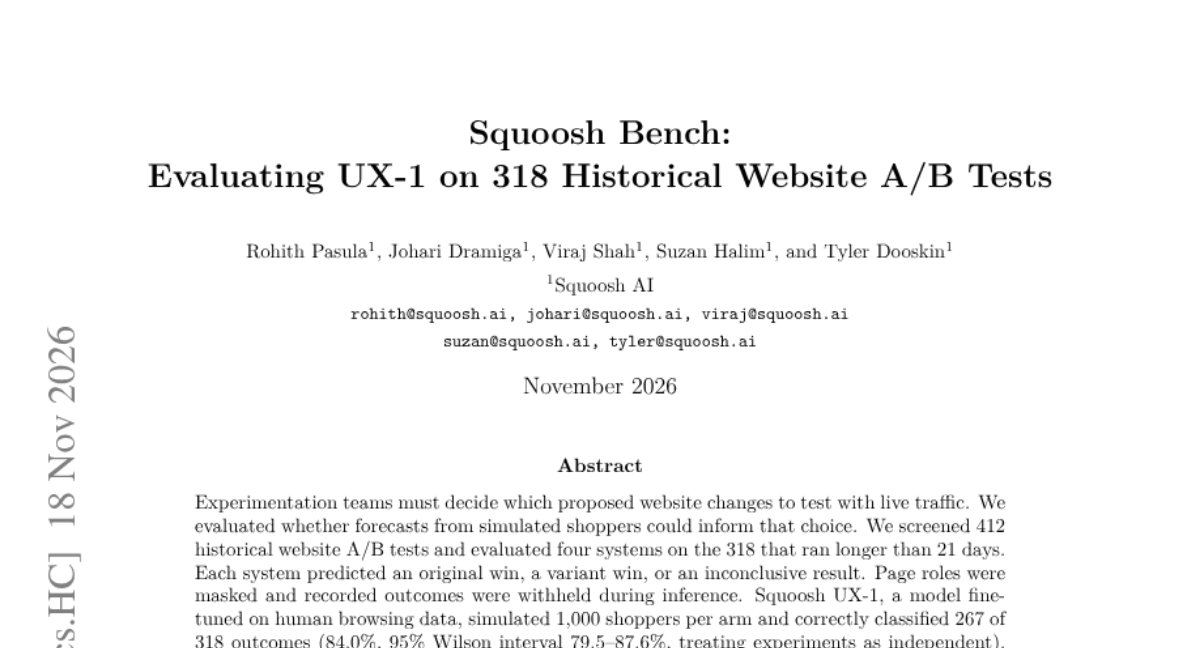 Squoosh Bench:
Evaluating UX-1 on 318 Historical Website A/B Tests
Rohith Pasula¹, Johari Dramiga¹, Viraj Shah¹, Suzan Halim¹, and Tyler Dooskin¹
¹Squoosh AI
rohith@squoosh.ai, johari@squoosh.ai, viraj@squoosh.ai
suzan@squoosh.ai, tyler@squoosh.ai
November 2026
Abstract
Experimentation teams must decide which proposed website changes to test with live traffic. We
evaluated whether forecasts from simulated shoppers could inform that choice. We screened 412
historical website A/B tests and evaluated four systems on the 318 that ran longer than 21 days.
Each system predicted an original win, a variant win, or an inconclusive result. Page roles were
masked and recorded outcomes were withheld during inference. Squoosh UX-1, a model fine-
tuned on human browsing data, simulated 1,000 shoppers per arm and correctly classified 267 of
318 outcomes (84.0%, 95% Wilson interval 79.5–87.6%, treating experiments as independent).
cs.HC] 18 Nov 2026